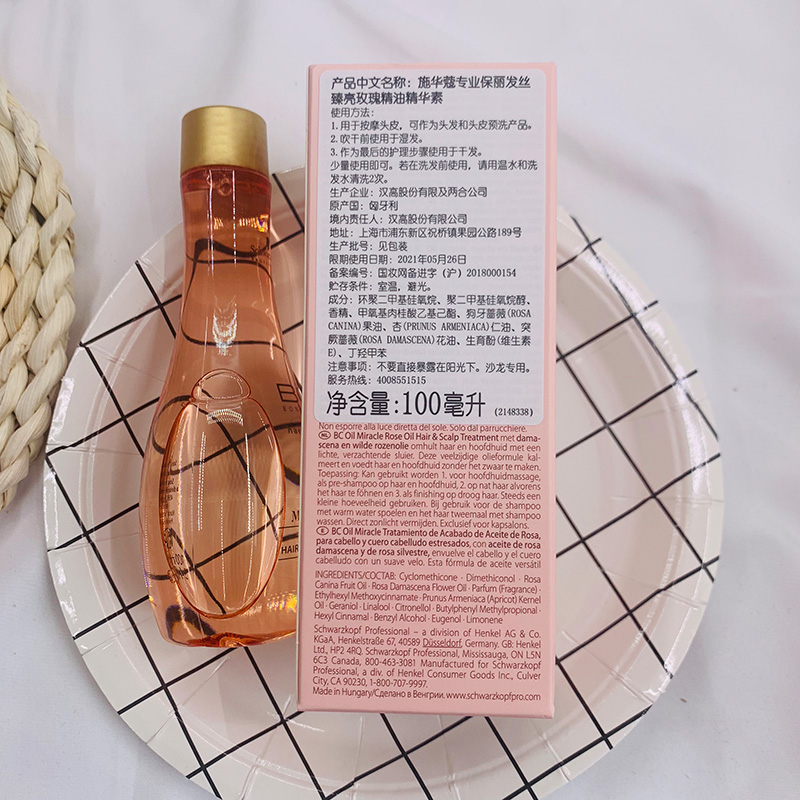 产品中文名称：施华蔻专业保丽发丝
臻亮玫瑰精油精华素
使用方法：
1.用于按摩头皮，可作为头发和头皮预洗产品。
2.吹干前使用于湿发。
3.作为最后的护理步骤使用于干发。
少量使用即可。若在洗发前使用，请用温水和洗
发水清洗2次。
生产企业：汉高股份有限及两合公司
原产国：匈牙利
境内责任人：汉高股份有限公司
地址：上海市浦东新区祝桥镇果园公路189号
生产批号：见包装
限期使用日期：2021年05月26日
备案编号：国妆网备进字（沪）2018000154
贮存条件：室温，避光。
成分：环聚二甲基硅氧烷、聚二甲基硅氧烷醇、
香精、甲氧基肉桂酸乙基己酯、狗牙蔷薇(ROSA
CANINA)果油、杏(PRUNUS ARMENIACA)仁油、突
厥蔷薇(ROSA DAMASCENA)花油、生育酚(维生素
E)、丁羟甲苯
注意事项：不要直接暴露在阳光下。沙龙专用。
服务热线：4008551515
净含量:100毫升 (2148338)
Non esporre alla luce diretta del sole. Solo dal parrucchiere.
NL BC Oil Miracle Rose Oil Hair & Scalp Treatment met dama-
scena en wilde rozenolie omhult haar en hoofdhuid met een
lichte, verzachtende sluier. Deze veelzijdige olieformule kal-
meert en voedt haar en hoofdhuid zonder het zwaar te maken.
Toepassing: Kan gebruikt worden 1. voor hoofdhuidmassage,
als pre-shampoo op haar en hoofdhuid, 2. op nat haar alvorens
het haar te föhnen en 3. als finishing op droog haar. Steeds een
kleine hoeveelheid gebruiken. Bij gebruik voor de shampoo
met warm water spoelen en het haar tweemaal met shampoo
wassen. Direct zonlicht vermijden. Exclusief voor kapsalons.
E BC Oil Miracle Tratamiento de Acabado de Aceite de Rosa,
para cabello y cuero cabelludo estresados, con aceite de rosa
damascena y de rosa silvestre, envuelve el cabello y el cuero
cabelludo con un suave velo. Esta fórmula de aceite versátil
INGREDIENTS/СОСТАВ: Cyclomethicone · Dimethiconol · Rosa
Canina Fruit Oil · Rosa Damascena Flower Oil · Parfum (Fragrance) ·
Ethylhexyl Methoxycinnamate · Prunus Armeniaca (Apricot) Kernel
Oil · Geraniol · Linalool · Citronellol · Butylphenyl Methylpropional ·
Hexyl Cinnamal · Benzyl Alcohol · Eugenol · Limonene
Schwarzkopf Professional – a division of Henkel AG & Co.
KGaA, Henkelstraße 67, 40589 Düsseldorf, Germany. GB: Henkel
Ltd, HP2 4RQ. Schwarzkopf Professional, Mississauga, ON L5N
6C3 Canada, 800-463-3081 Manufactured for Schwarzkopf
Professional, a div. of Henkel Consumer Goods Inc., Culver
City, CA 90230, 1-800-707-9997.
Made in Hungary/Сделано в Венгрии. www.schwarzkopfpro.com